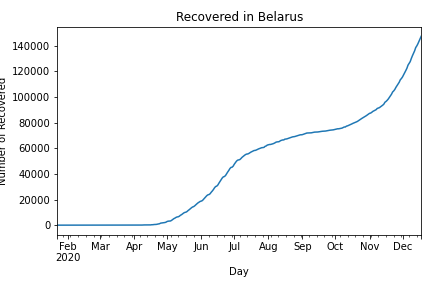 Recovered in Belarus
Number of Recovered
140000
120000
100000
80000
60000
40000
20000
0
Feb Mar Apr May Jun Jul Aug Sep Oct Nov Dec
2020
Day